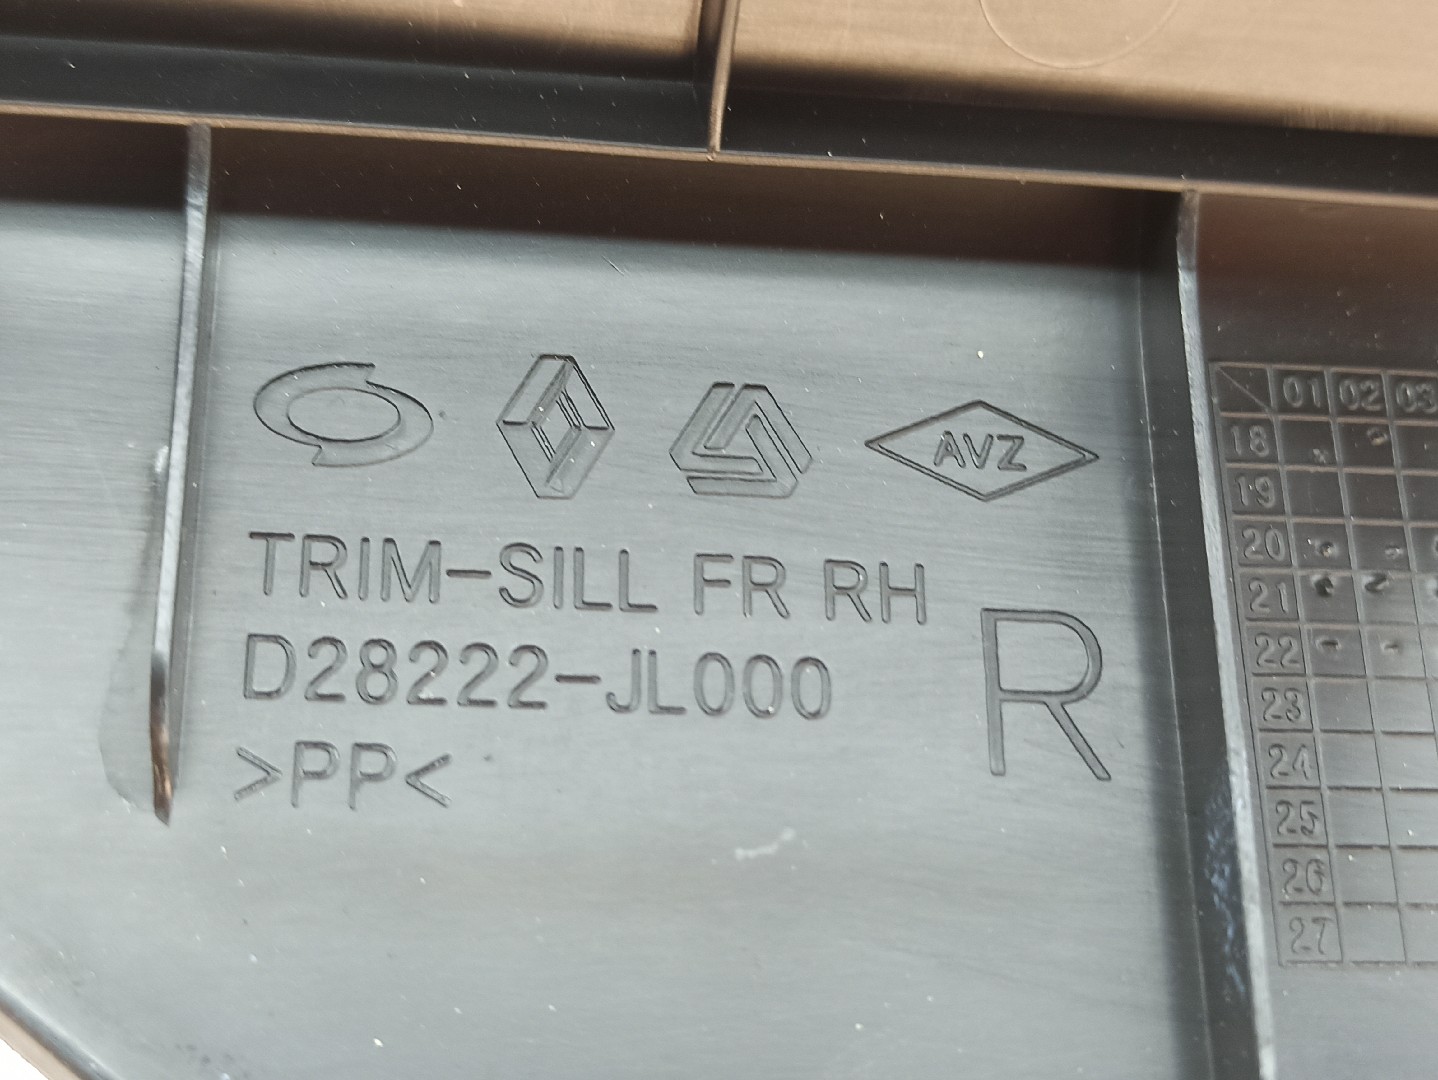 AVZ
TRIM-SILL FR RH
D28222-JL000
R
>PP<
01 02 03
18
19
20
21
22
23
24
25
26
27